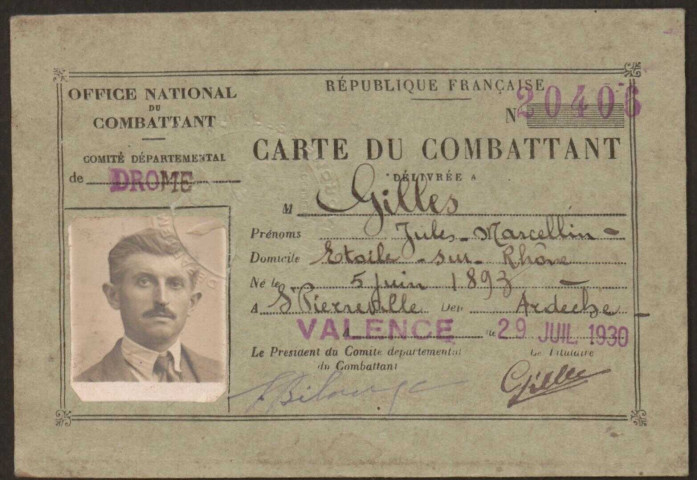 OFFICE NATIONAL
DU
COMBATTANT
COMITÉ DÉPARTEMENTAL
de DROME
RÉPUBLIQUE FRANÇAISE
N° 20406
CARTE DU COMBATTANT
DÉLIVRÉE A
M Gilles
Prénoms Jules - Marcellin -
Domicile Etoile - sur - Rhône
Né le 5 juin 1893 -
A St Pierreville Dep Ardèche -
VALENCE le 29 JUIL 1930
Le President du Comité départemental
du Combattant
Le Titulaire
Gilles